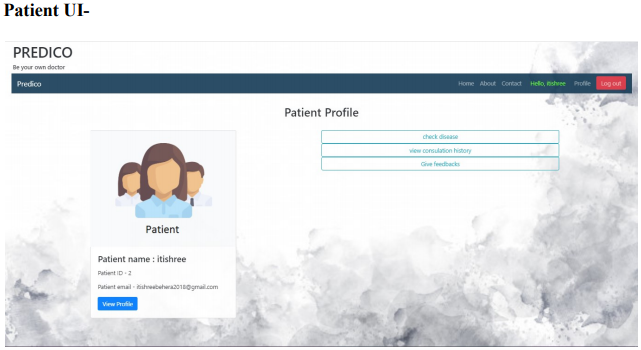 Patient UI-
PREDICO
Be your own doctor
Predico Home About Contact Hello, Itishree Profile Log out
Patient Profile
check disease
view consulation history
Give feedbacks
Patient
Patient name : itishree
Patient ID - 2
Patient email - itishreebehera2018@gmail.com
View Profile